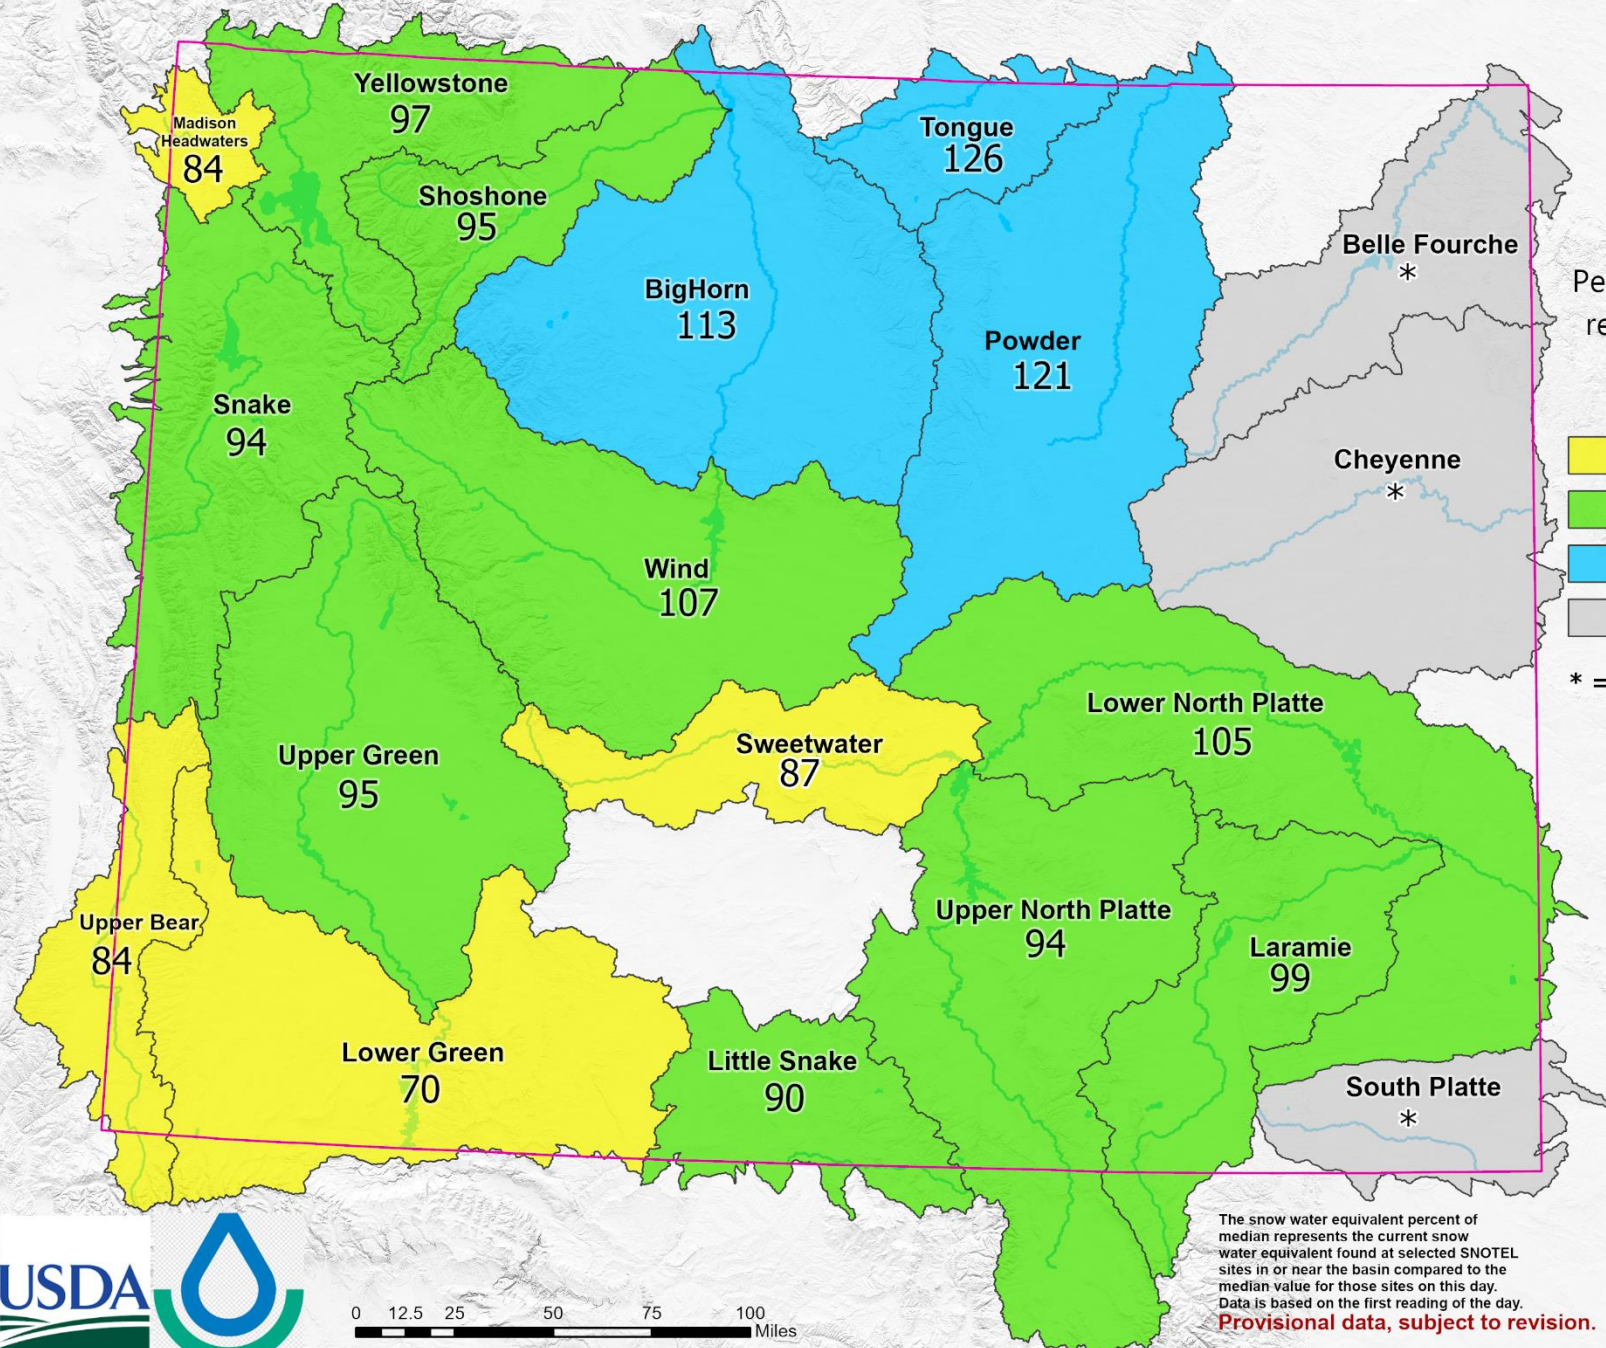 Yellowstone
97
Madison
Headwaters
84
Shoshone
95
Tongue
126
BigHorn
113
Powder
121
Belle Fourche
*
Snake
94
Cheyenne
*
Wind
107
Upper Green
95
Sweetwater
87
Lower North Platte
105
Upper Bear
84
Upper North Platte
94
Laramie
99
Lower Green
70
Little Snake
90
South Platte
*
Pe
re
* =
USDA
0 12.5 25 50 75 100
Miles
The snow water equivalent percent of
median represents the current snow
water equivalent found at selected SNOTEL
sites in or near the basin compared to the
median value for those sites on this day.
Data is based on the first reading of the day.
Provisional data, subject to revision.